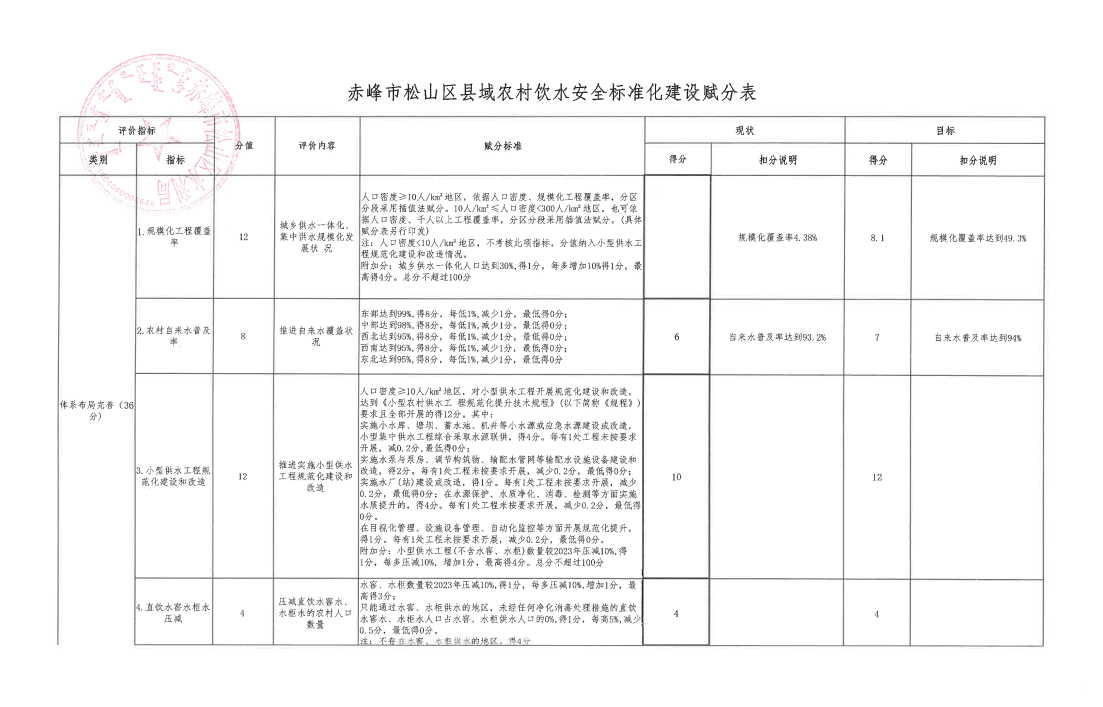 赤峰市松山区县域农村饮水安全标准化建设赋分表
评价指标
分值
评价内容
赋分标准
现状
目标
类别
指标
得分
扣分说明
得分
扣分说明
体系布局完善（36
分）
1.规模化工程覆盖
率
12
城乡供水一体化、
集中供水规模化发
展状 况
人口密度≥10人/km²地区，依据人口密度、规模化工程覆盖率，分区
分段采用插值法赋分。10人/km²≤人口密度<300人/km²地区，也可依
据人口密度、千人以上工程覆盖率，分区分段采用插值法赋分。(具体
赋分表另行印发)
注：人口密度<10人/km²地区，不考核此项指标，分值纳入小型供水工
程规范化建设和改造情况。
附加分：城乡供水一体化人口达到30%,得1分，每多增加10%得1分，最
高得4分。总分不超过100分
规模化覆盖率4.38%
8.1
规模化覆盖率达到49.3%
2.农村自来水普及
率
8
推进自来水覆盖状
况
东部达到99%,得8分，每低1%,减少1分，最低得0分；
中部达到98%,得8分，每低1%,减少1分，最低得0分；
西北达到95%,得8分，每低1%,减少1分，最低得0分；
西南达到95%,得8分，每低1%,减少1分，最低得0分；
东北达到95%,得8分，每低1%,减少1分，最低得0分
6
自来水普及率达到93.2%
7
自来水普及率达到94%
3.小型供水工程规
范化建设和改造
12
推进实施小型供水
工程规范化建设和
改造
人口密度≥10人/km²地区，对小型供水工程开展规范化建设和改造，
达到《小型农村供水工 程规范化提升技术规程》(以下简称《规程》)
要求且全部开展的得12分。其中：
实施小水库、塘坝、蓄水池、机井等小水源或应急水源建设或改造，
小型集中供水工程综合采取水源联供，得4分。每有1处工程未按要求
开展，减0.2分,最低得0分；
实施水泵与泵房、调节构筑物、输配水管网等输配水设施设备建设和
改造，得2分。每有1处工程未按要求开展，减少0.2分，最低得0分；
实施水厂(站)建设或改造，得1分。每有1处工程未按要求开展，减少
0.2分，最低得0分；在水源保护、水质净化、消毒、检测等方面实施
水质提升的，得4分。每有1处工程未按要求开展，减少0.2分，最低得
0分。
在目视化管理、设施设备管理、自动化监控等方面开展规范化提升，
得1分。每有1处工程未按要求开展，减少0.2分，最低得0分。
附加分：小型供水工程(不含水窖、水柜)数量较2023年压减10%,得
1分，每多压减10%, 增加1分，最高得4分。总分不超过100分
10
12
4.直饮水窖水柜水
压减
4
压减直饮水窖水、
水柜水的农村人口
数量
水窖、水柜数量较2023年压减10%,得1分，每多压减10%,增加1分，最
高得3分；
只能通过水窖、水柜供水的地区，未经任何净化消毒处理措施的直饮
水窖水、水柜水人口占水窖、水柜供水人口的0%,得1分，每高5%,减少
0.5分，最低得0分。
注：不存在水窖、水柜供水的地区，得4分
4
4